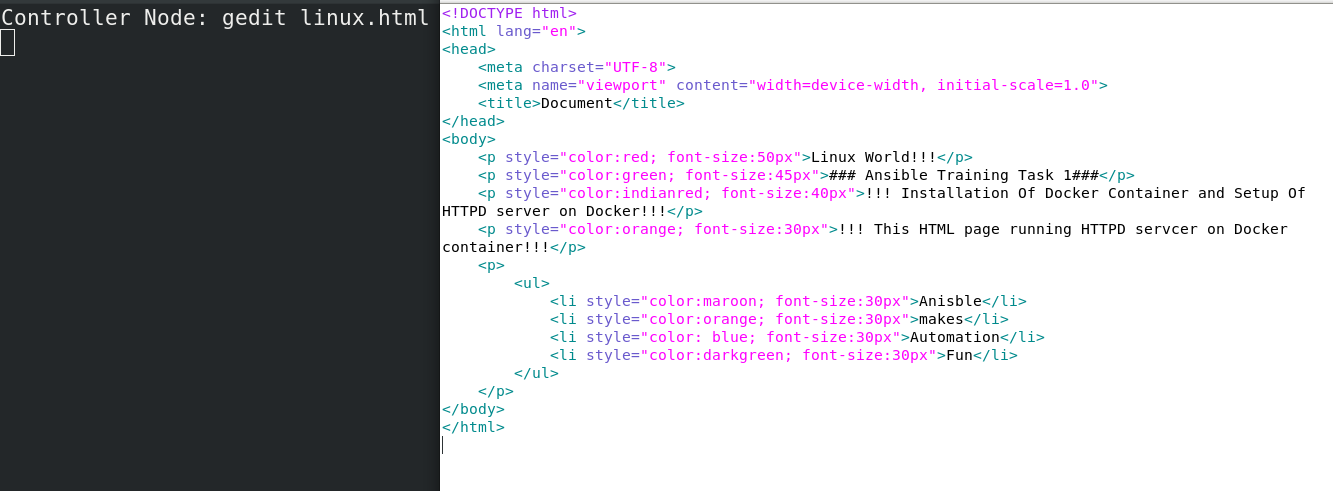 Controller Node: gedit linux.html
<!DOCTYPE html>
<html lang="en">
<head>
    <meta charset="UTF-8">
    <meta name="viewport" content="width=device-width, initial-scale=1.0">
    <title>Document</title>
</head>
<body>
    <p style="color:red; font-size:50px">Linux World!!!</p>
    <p style="color:green; font-size:45px">### Ansible Training Task 1###</p>
    <p style="color:indianred; font-size:40px">!!! Installation Of Docker Container and Setup Of
HTTPD server on Docker!!!</p>
    <p style="color:orange; font-size:30px">!!! This HTML page running HTTPD servcer on Docker
container!!!</p>
    <p>
        <ul>
            <li style="color:maroon; font-size:30px">Anisble</li>
            <li style="color:orange; font-size:30px">makes</li>
            <li style="color: blue; font-size:30px">Automation</li>
            <li style="color:darkgreen; font-size:30px">Fun</li>
        </ul>
    </p>
</body>
</html>